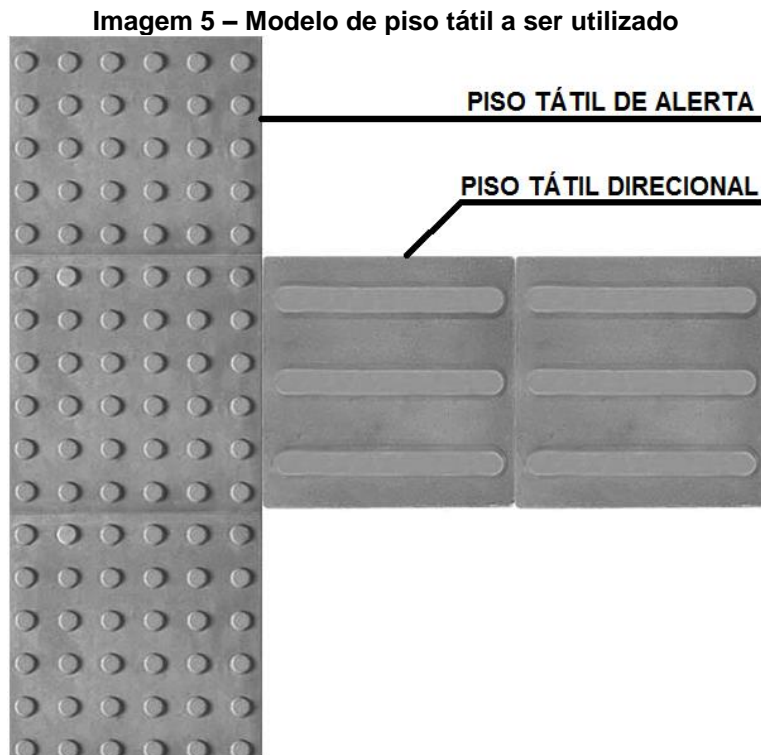 Imagem 5 – Modelo de piso tátil a ser utilizado
PISO TÁTIL DE ALERTA
PISO TÁTIL DIRECIONAL